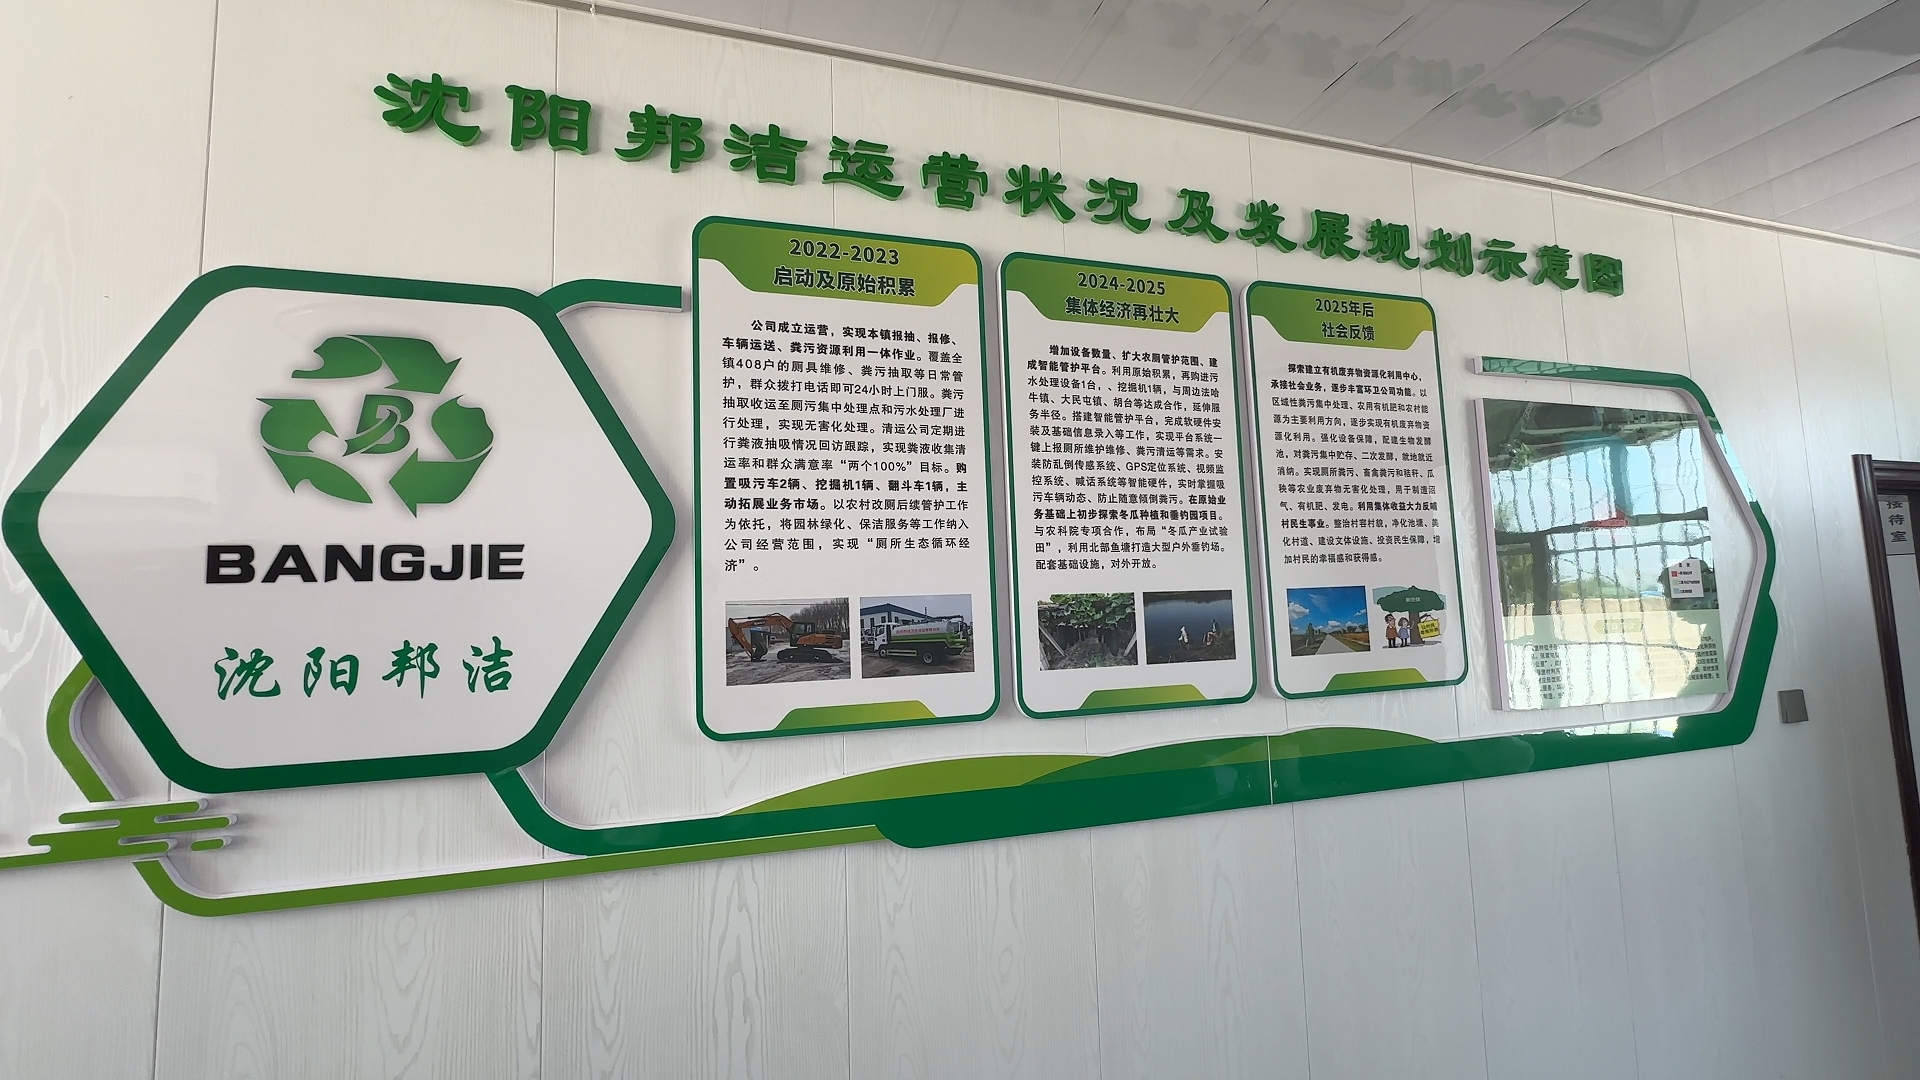 沈阳邦洁运营状况及发展规划示意图
B
BANGJIE
沈阳邦洁
2022-2023
启动及原始积累
公司成立运营，实现本镇报抽、报修、
车辆运送、粪污资源利用一体作业。覆盖全
镇408户的厕具维修、粪污抽取等日常管
护，群众拨打电话即可24小时上门服。粪污
抽取收运至厕污集中处理点和污水处理厂进
行处理，实现无害化处理。清运公司定期进
行粪液抽吸情况回访跟踪，实现粪液收集清
运率和群众满意率“两个100%”目标。购
置吸污车2辆、挖掘机1辆、翻斗车1辆，主
动拓展业务市场。以农村改厕后续管护工作
为依托，将园林绿化、保洁服务等工作纳入
公司经营范围，实现“厕所生态循环经
济”。
2024-2025
集体经济再壮大
增加设备数量、扩大农厕管护范围、建
成智能管护平台。利用原始积累，再购进污
水处理设备1台，、挖掘机1辆，与周边法哈
牛镇、大民屯镇、胡台等达成合作，延伸服
务半径。搭建智能管护平台，完成软硬件安
装及基础信息录入等工作，实现平台系统一
键上报厕所维护维修、粪污清运等需求。安
装防乱倒传感系统、GPS定位系统、视频监
控系统、喊话系统等智能硬件，实时掌握吸
污车辆动态、防止随意倾倒粪污。在原始业
务基础上初步探索冬瓜种植和垂钓园项目。
与农科院专项合作，布局“冬瓜产业试验
田”，利用北部鱼塘打造大型户外垂钓场。
配套基础设施，对外开放。
2025年后
社会反馈
探索建立有机废弃物资源化利用中心，
承接社会业务，逐步丰富环卫公司功能。以
区域性粪污集中处理、农用有机肥和农村能
源为主要利用方向，逐步实现有机废弃物资
源化利用。强化设备保障，配建生物发酵
池，对粪污集中贮存、二次发酵，就地就近
消纳。实现厕所粪污、畜禽粪污和秸秆、瓜
秧等农业废弃物无害化处理，用于制造沼
气、有机肥、发电。利用集体收益大力反哺
村民生事业。整治村容村貌，净化池塘、美
化村道、建设文体设施、投资民生保障，增
加村民的幸福感和获得感。
接待室